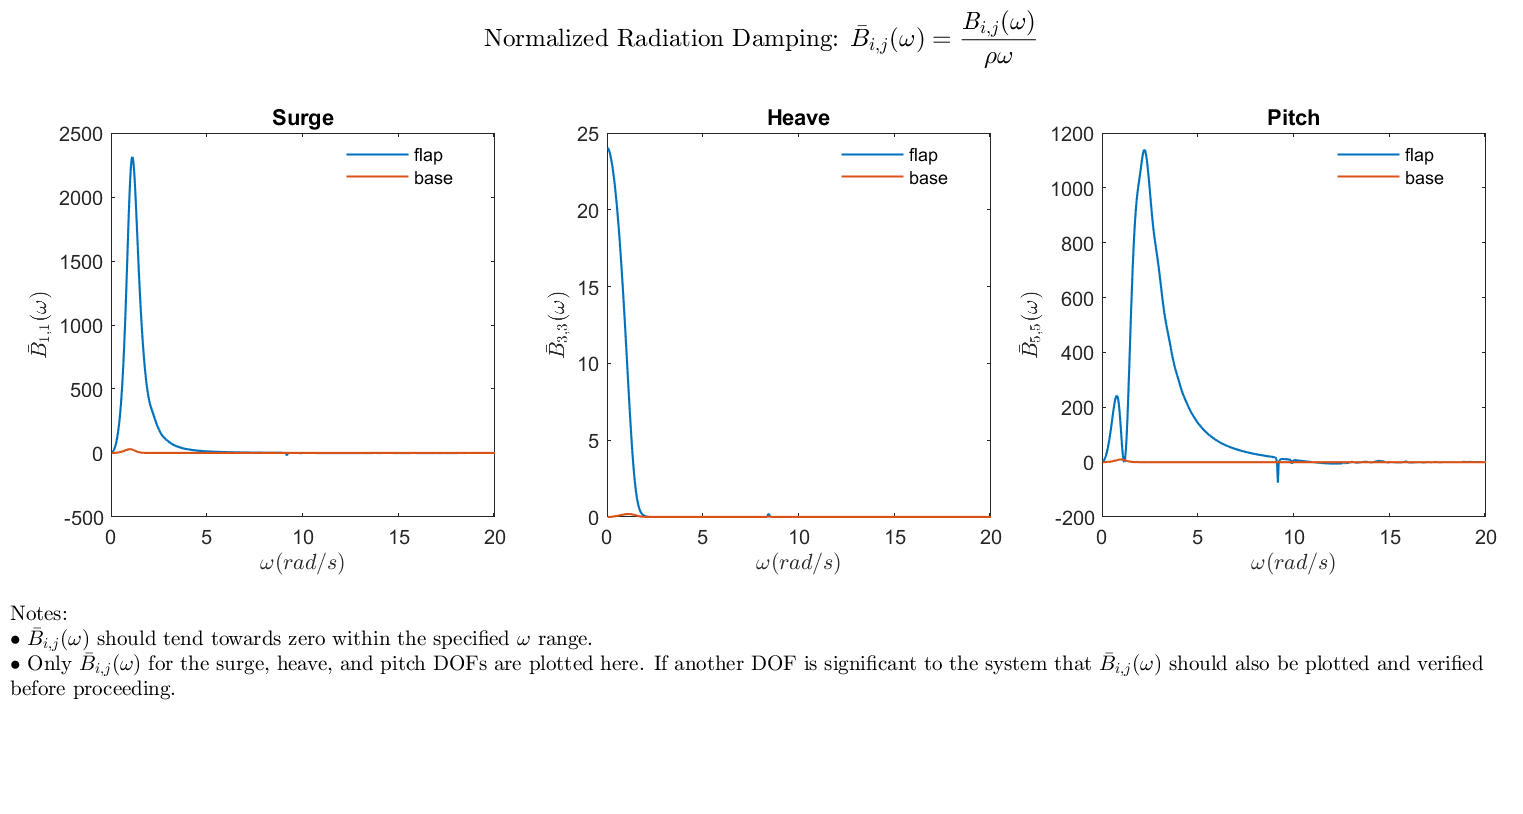 Normalized Radiation Damping: B̄_{i,j}(ω) = B_{i,j}(ω) / ρω
Surge
2500
2000
1500
1000
500
0
-500
B̄_{1,1}(ω)
flap
base
0 5 10 15 20
ω(rad/s)
Heave
25
20
15
10
5
0
B̄_{3,3}(ω)
flap
base
0 5 10 15 20
ω(rad/s)
Pitch
1200
1000
800
600
400
200
0
-200
B̄_{5,5}(ω)
flap
base
0 5 10 15 20
ω(rad/s)
Notes:
• B̄_{i,j}(ω) should tend towards zero within the specified ω range.
• Only B̄_{i,j}(ω) for the surge, heave, and pitch DOFs are plotted here. If another DOF is significant to the system that B̄_{i,j}(ω) should also be plotted and verified
before proceeding.